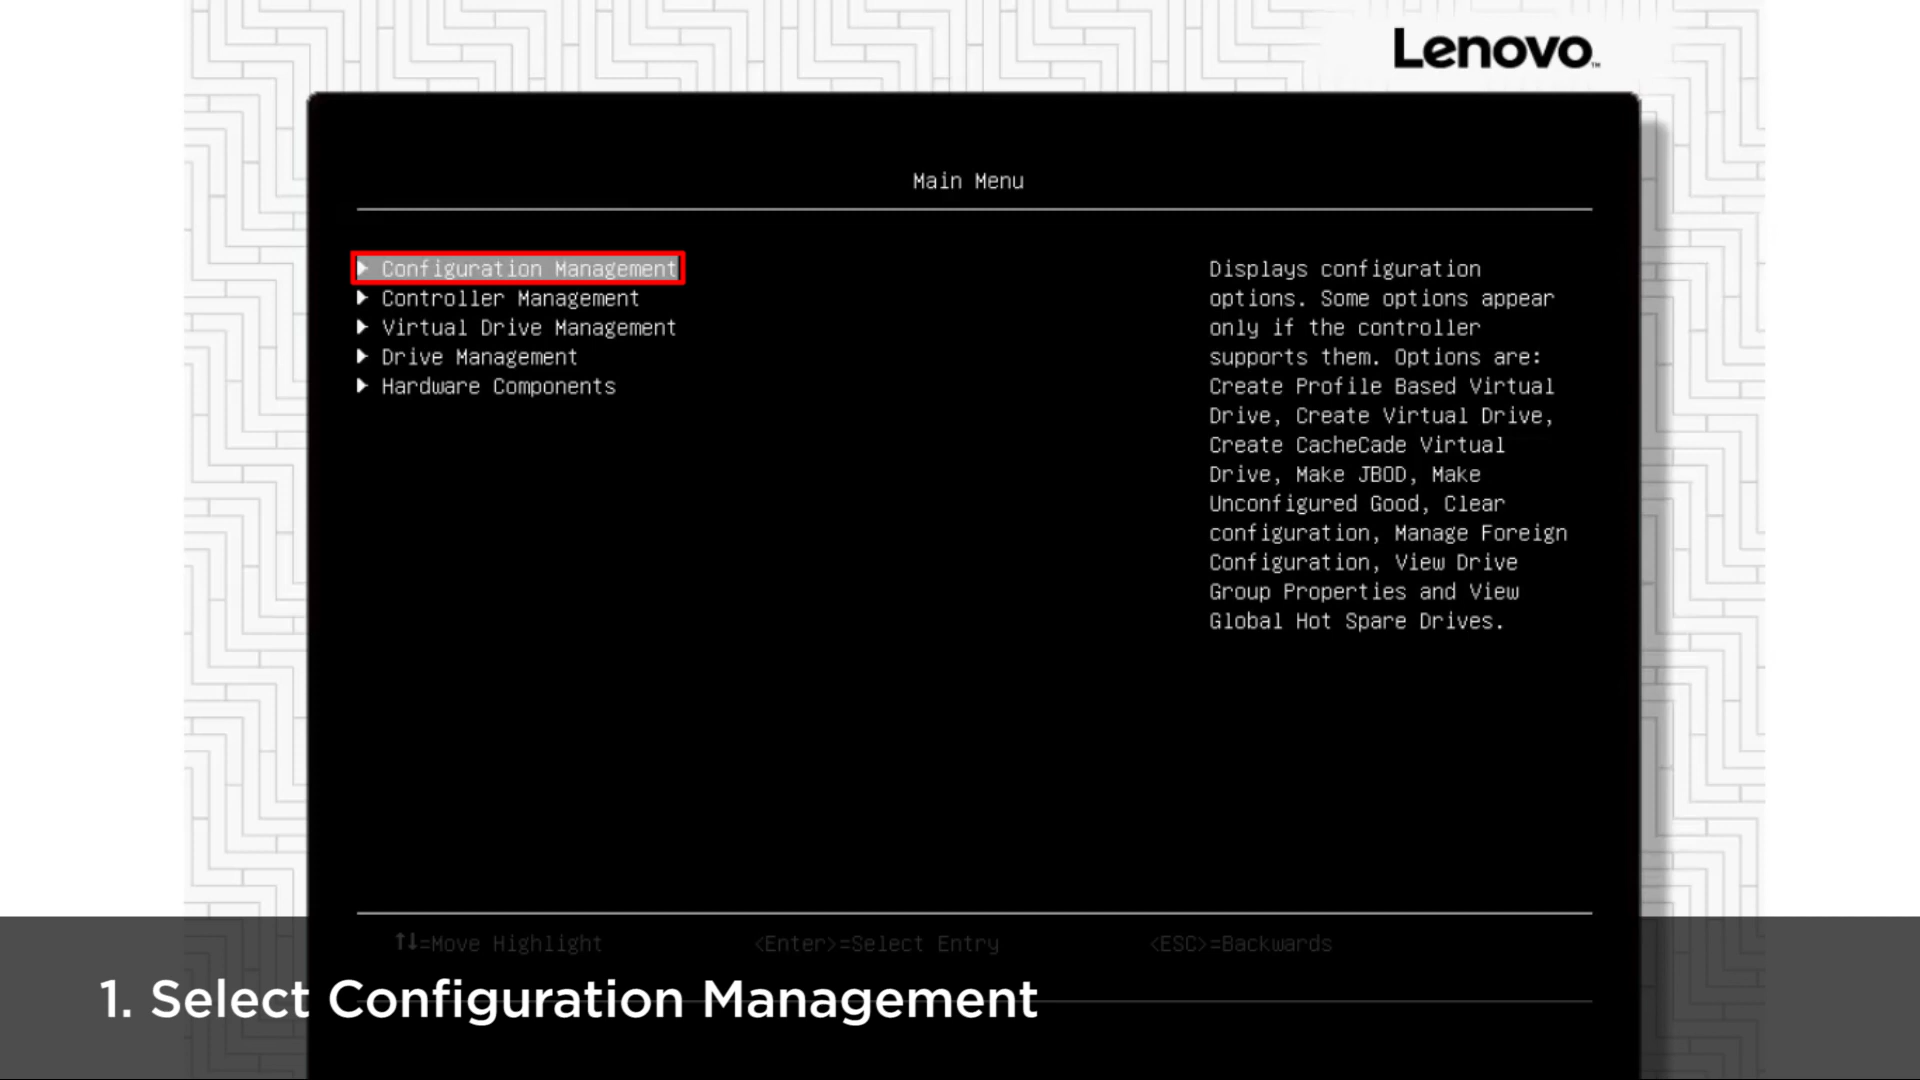 Lenovo™
Main Menu
Configuration Management
Controller Management
Virtual Drive Management
Drive Management
Hardware Components
Displays configuration
options. Some options appear
only if the controller
supports them. Options are:
Create Profile Based Virtual
Drive, Create Virtual Drive,
Create CacheCade Virtual
Drive, Make JBOD, Make
Unconfigured Good, Clear
configuration, Manage Foreign
Configuration, View Drive
Group Properties and View
Global Hot Spare Drives.
↑↓=Move Highlight <Enter>=Select Entry <ESC>=Backwards
1. Select Configuration Management